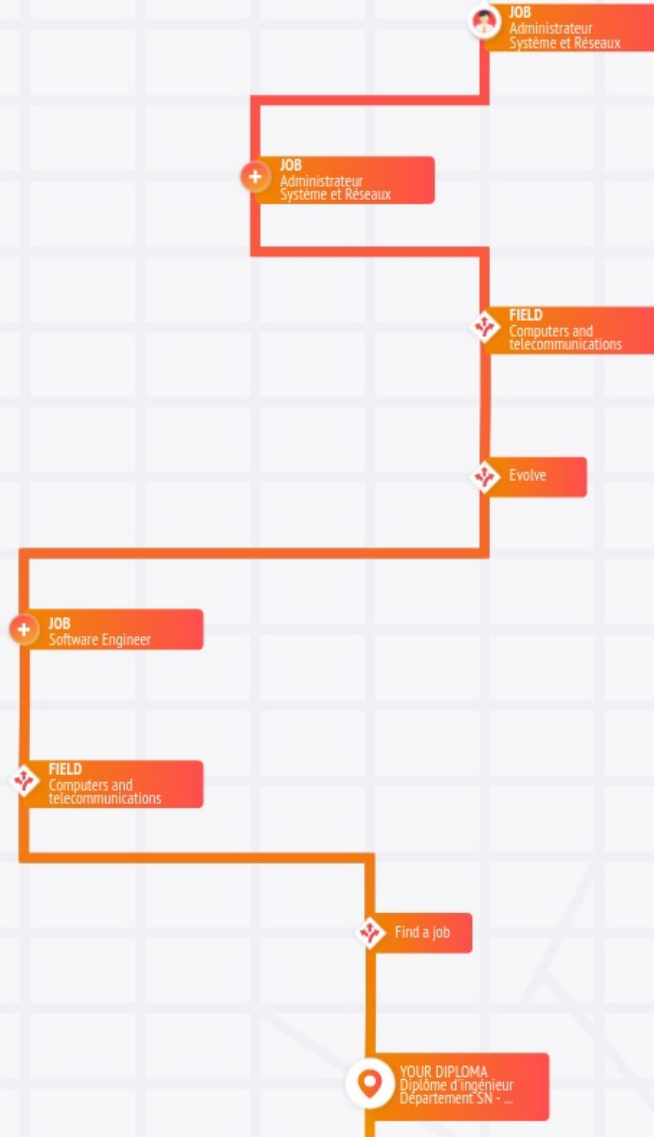 JOB
Administrateur
Système et Réseaux
JOB
Administrateur
Système et Réseaux
FIELD
Computers and
telecommunications
Evolve
JOB
Software Engineer
FIELD
Computers and
telecommunications
Find a job
YOUR DIPLOMA
Diplôme d'ingénieur
Département SN - ...